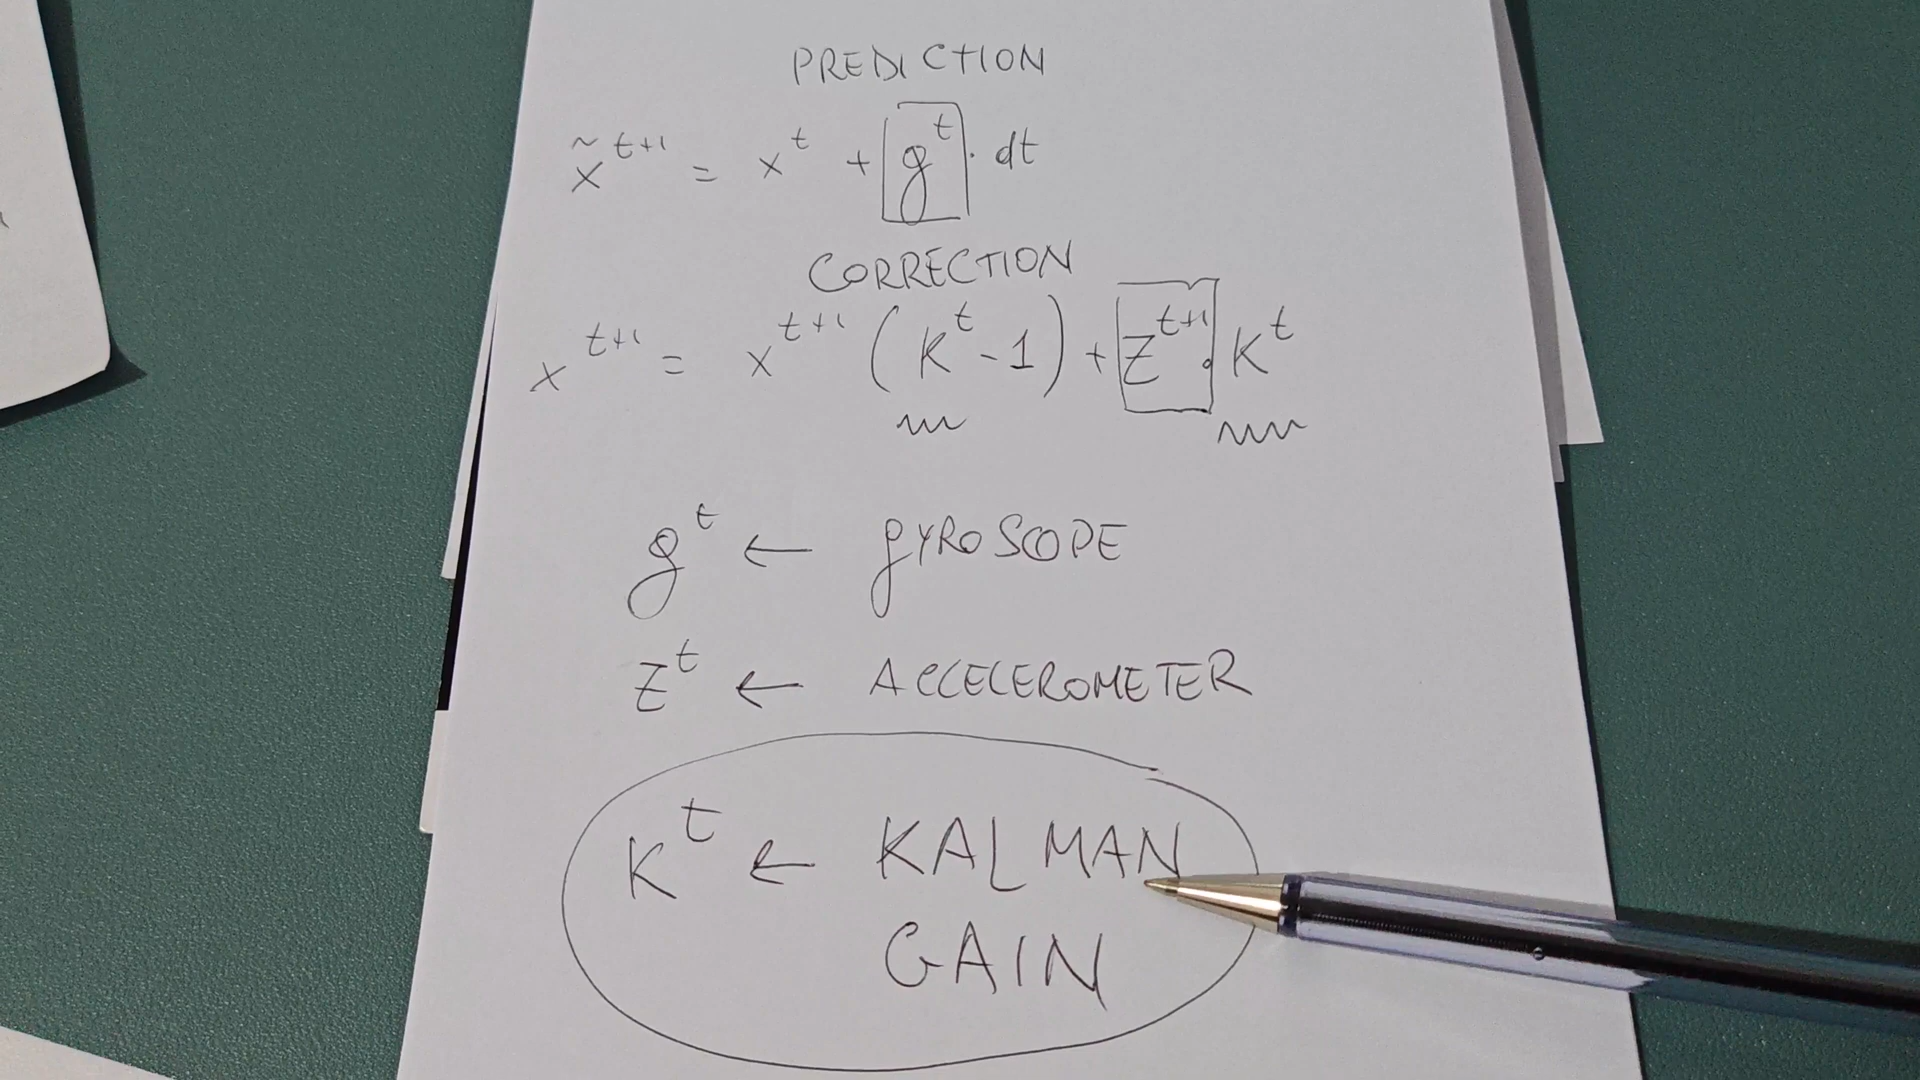 PREDICTION
x̃^t+1 = x^t + g^t · dt
CORRECTION
x^t+1 = x^t+1 (K^t - 1) + z^t+1 · K^t
g^t ← gYROSCOPE
z^t ← ACCELEROMETER
K^t ← KALMAN
GAIN